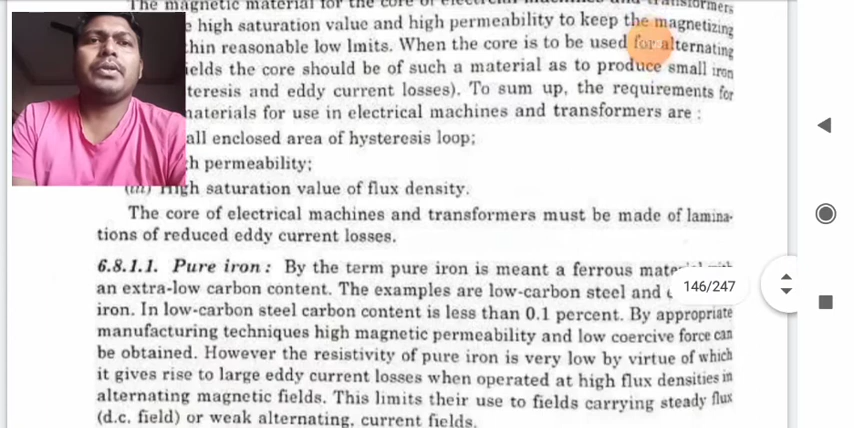 The magnetic material for the core of electrical machines and transformers
high saturation value and high permeability to keep the magnetizing
hin reasonable low limits. When the core is to be used for alternating
ields the core should be of such a material as to produce small iron
teresis and eddy current losses). To sum up, the requirements for
naterials for use in electrical machines and transformers are :
all enclosed area of hysteresis loop;
h permeability;
(iii) High saturation value of flux density.
The core of electrical machines and transformers must be made of lamina-
tions of reduced eddy current losses.
6.8.1.1. Pure iron : By the term pure iron is meant a ferrous
an extra-low carbon content. The examples are low-carbon steel and
146/247
iron. In low-carbon steel carbon content is less than 0.1 percent. By appropriate
manufacturing techniques high magnetic permeability and low coercive force can
be obtained. However the resistivity of pure iron is very low by virtue of which
it gives rise to large eddy current losses when operated at high flux densities in
alternating magnetic fields. This limits their use to fields carrying steady flux
(d.c. field) or weak alternating, current fields.